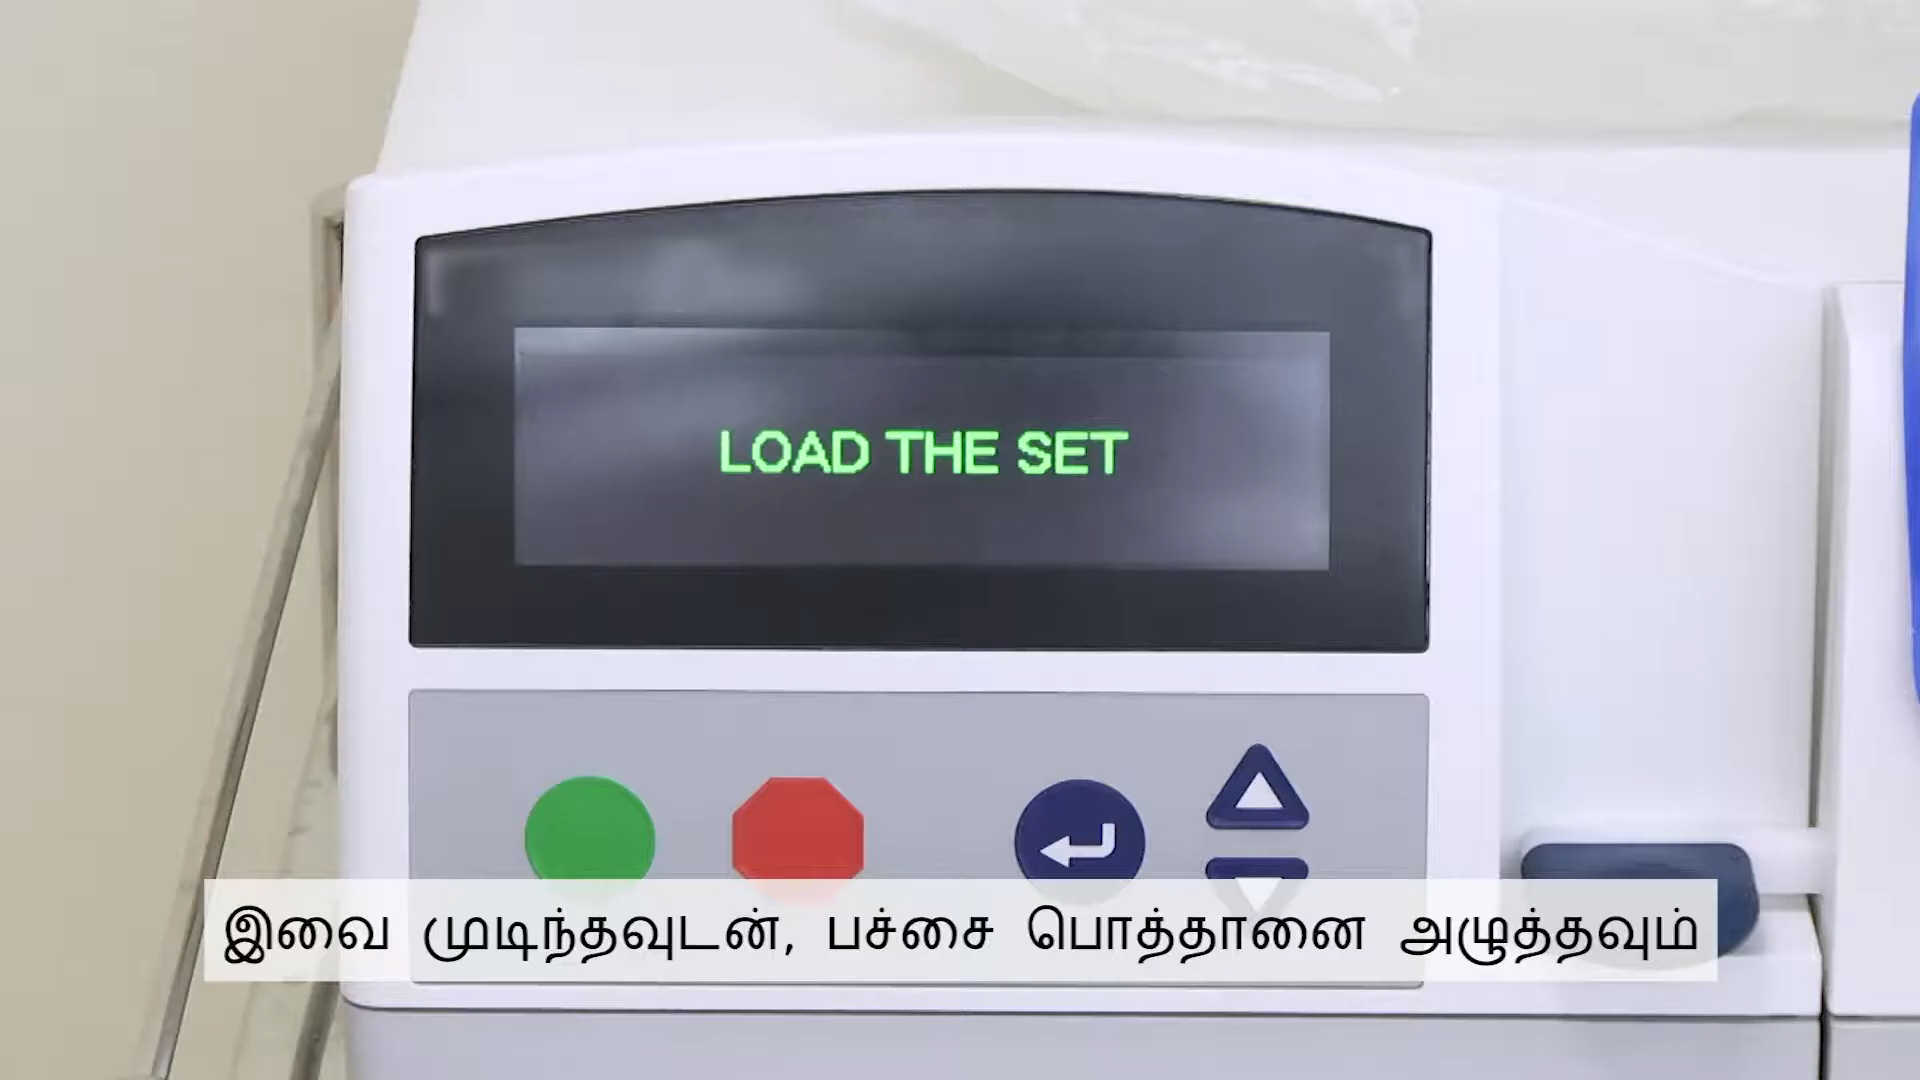 LOAD THE SET
இவை முடிந்தவுடன், பச்சை பொத்தானை அழுத்தவும்